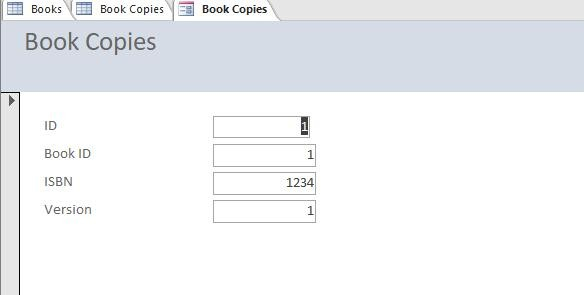 Books Book Copies Book Copies
Book Copies
ID 1
Book ID 1
ISBN 1234
Version 1